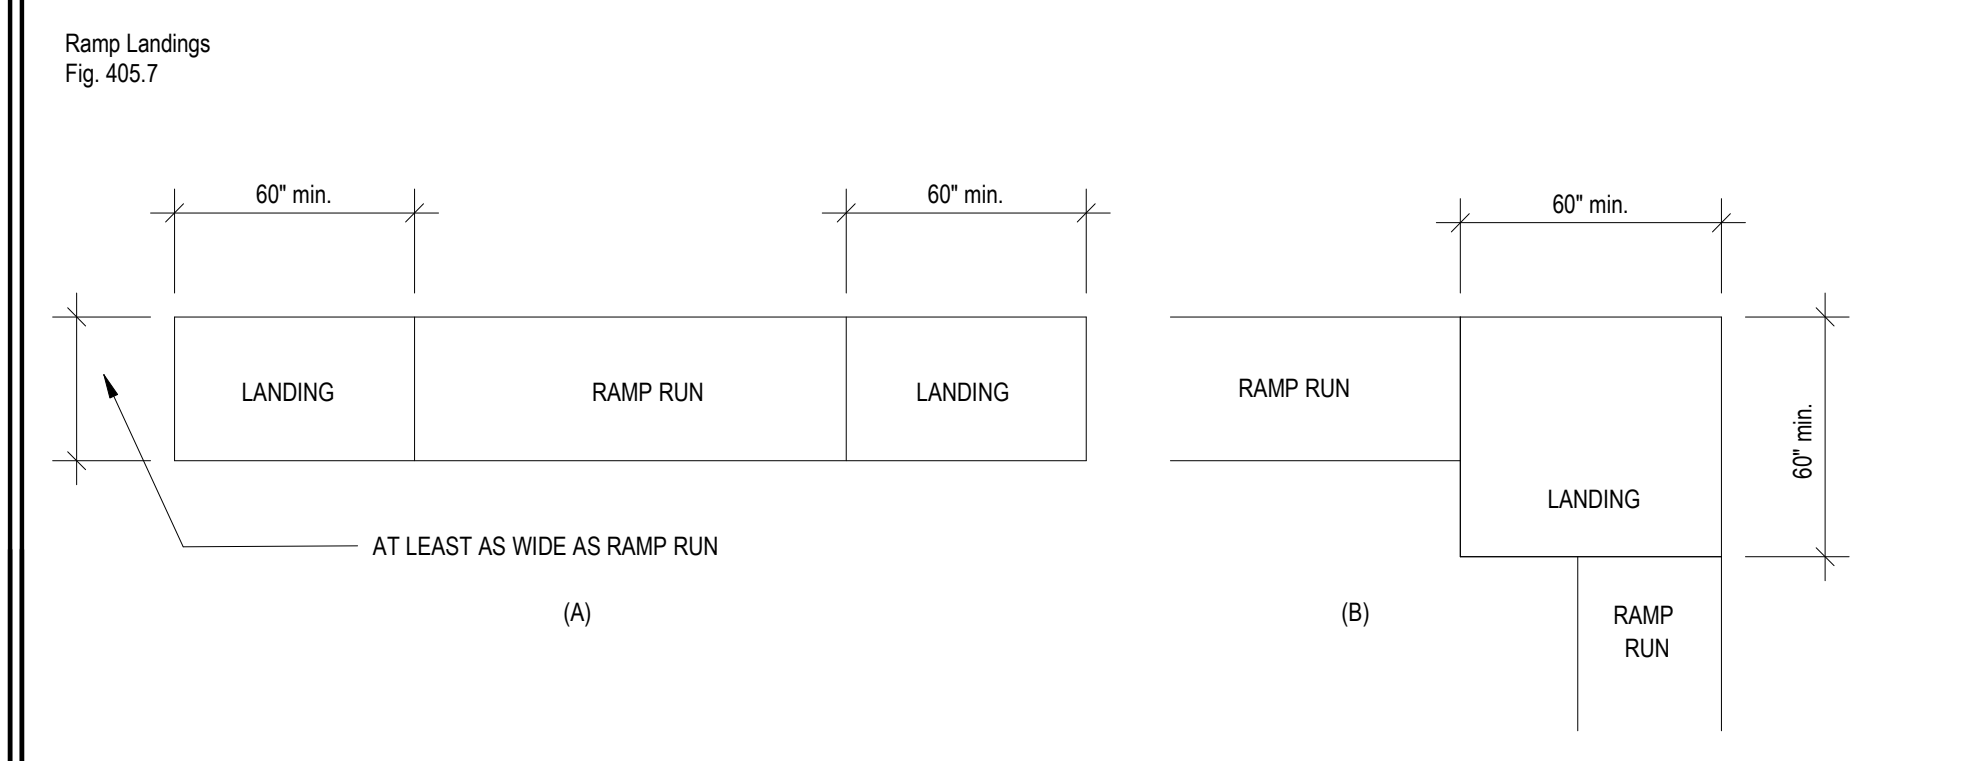 Ramp Landings
Fig. 405.7
60" min.
60" min.
LANDING
RAMP RUN
LANDING
AT LEAST AS WIDE AS RAMP RUN
(A)
60" min.
RAMP RUN
60" min.
LANDING
RAMP
RUN
(B)